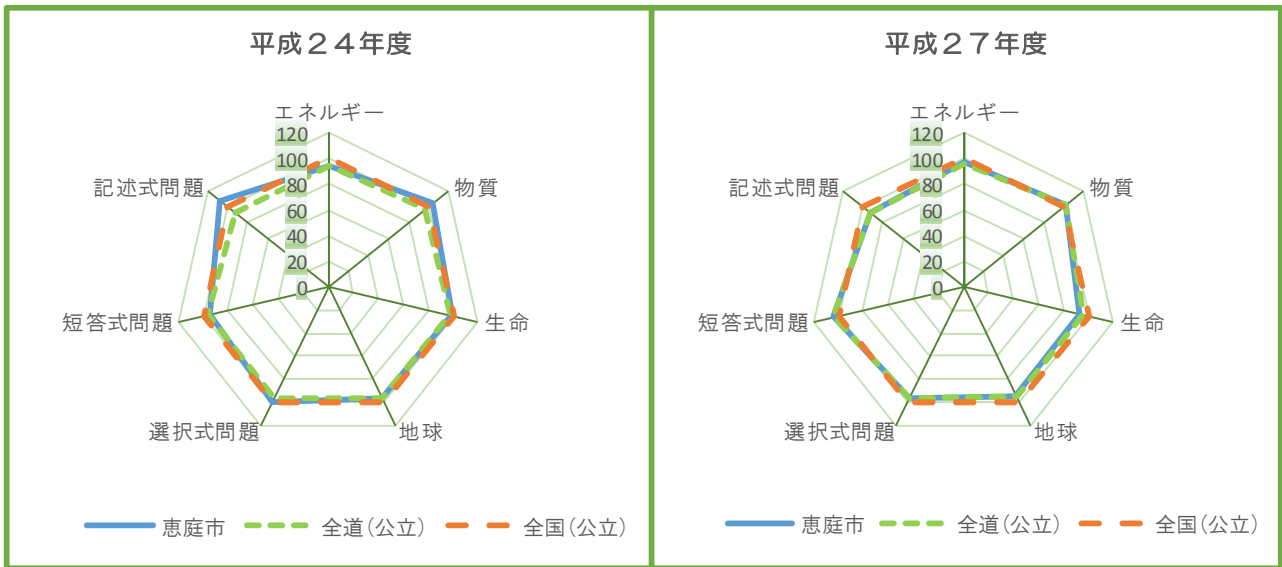 平成２４年度
エネルギー
120
100
80
60
40
20
0
物質
生命
地球
選択式問題
短答式問題
記述式問題
恵庭市
全道(公立)
全国(公立)
平成２７年度
エネルギー
120
100
80
60
40
20
0
物質
生命
地球
選択式問題
短答式問題
記述式問題
恵庭市
全道(公立)
全国(公立)